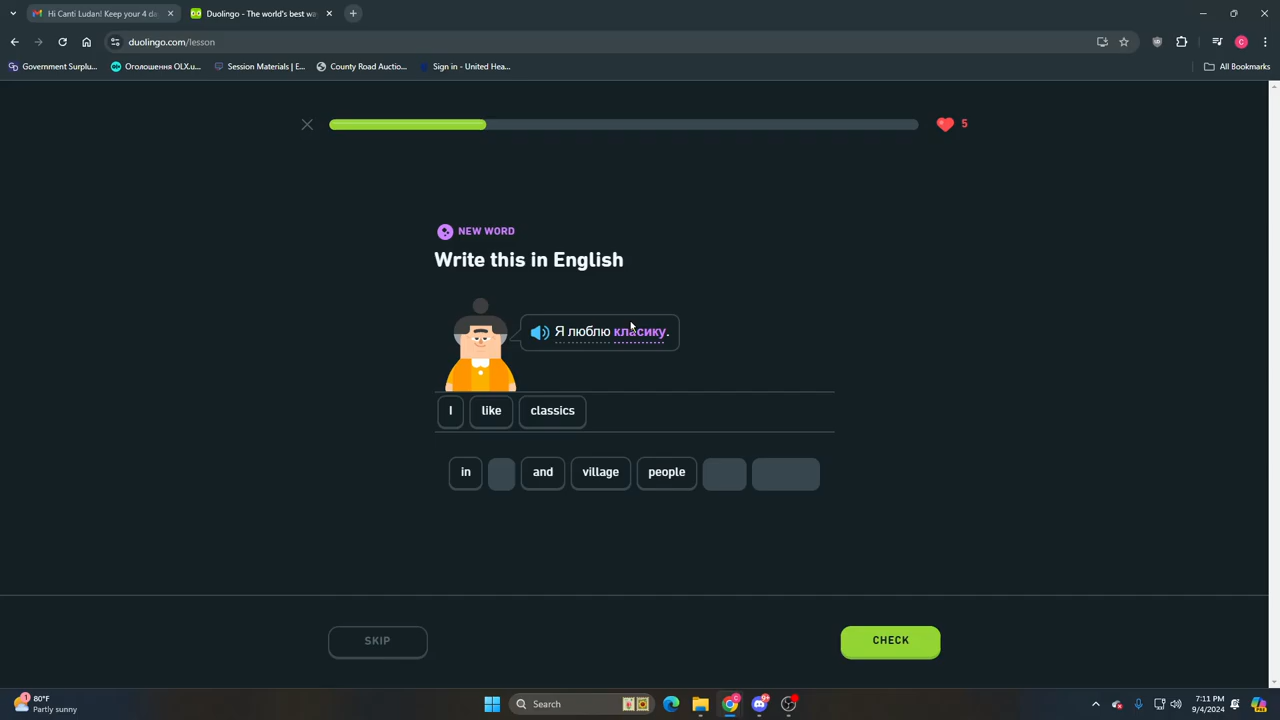 Hi Canti Ludan! Keep your 4 da
Duolingo - The world's best wa
duolingo.com/lesson
C
Government Surplu...
Оголошення OLX.u...
Session Materials | E...
County Road Auctio...
Sign in - United Hea...
All Bookmarks
5
NEW WORD
Write this in English
Я люблю класику.
I like classics
in and village people
SKIP
CHECK
80°F
Partly sunny
Search
7:11 PM
9/4/2024